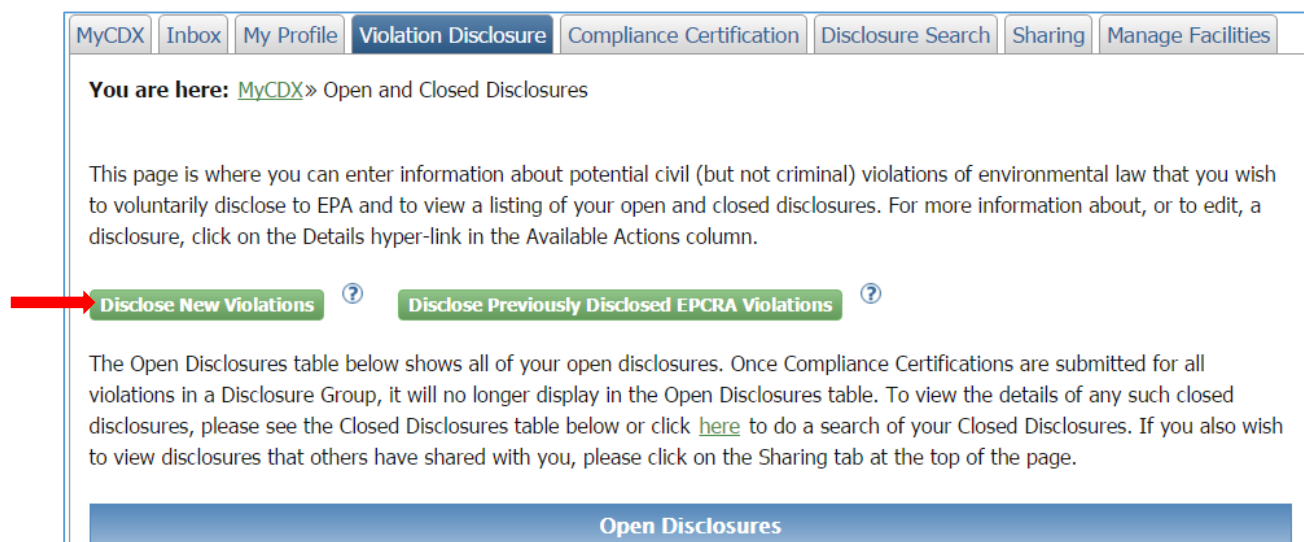 MyCDX Inbox My Profile Violation Disclosure Compliance Certification Disclosure Search Sharing Manage Facilities
You are here: MyCDX» Open and Closed Disclosures
This page is where you can enter information about potential civil (but not criminal) violations of environmental law that you wish
to voluntarily disclose to EPA and to view a listing of your open and closed disclosures. For more information about, or to edit, a
disclosure, click on the Details hyper-link in the Available Actions column.
Disclose New Violations ? Disclose Previously Disclosed EPCRA Violations ?
The Open Disclosures table below shows all of your open disclosures. Once Compliance Certifications are submitted for all
violations in a Disclosure Group, it will no longer display in the Open Disclosures table. To view the details of any such closed
disclosures, please see the Closed Disclosures table below or click here to do a search of your Closed Disclosures. If you also wish
to view disclosures that others have shared with you, please click on the Sharing tab at the top of the page.
Open Disclosures